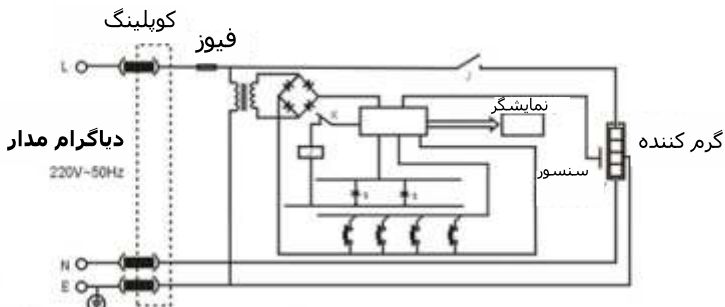 کوپلینگ
فیوز
L
J
K
نمایشگر
دیاگرام مدار
گرم کننده
220V~50Hz
سنسور
N
E